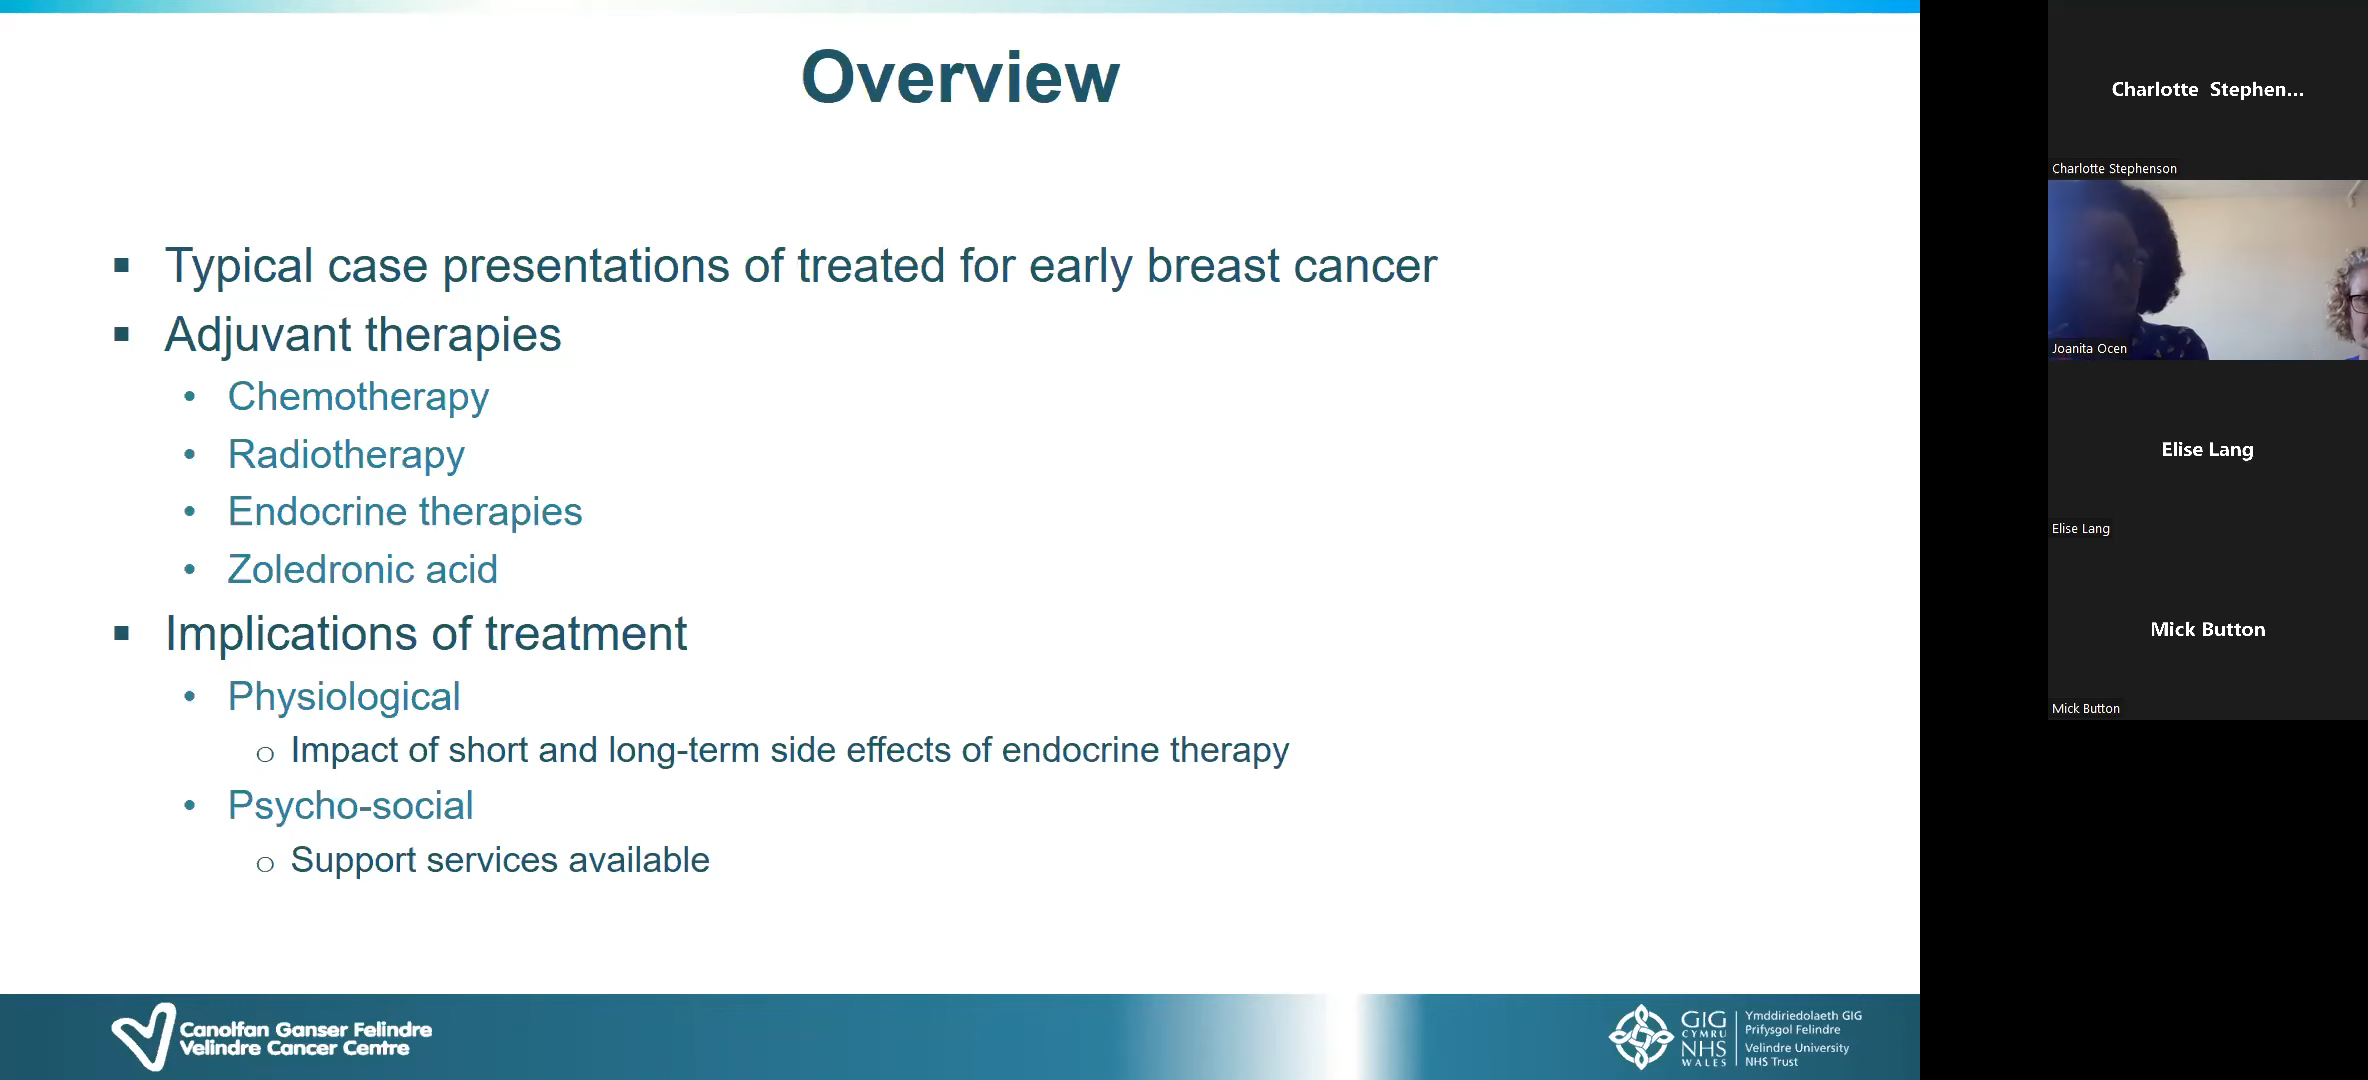 Overview
Typical case presentations of treated for early breast cancer
Adjuvant therapies
Chemotherapy
Radiotherapy
Endocrine therapies
Zoledronic acid
Implications of treatment
Physiological
Impact of short and long-term side effects of endocrine therapy
Psycho-social
Support services available
Canolfan Ganser Felindre
Velindre Cancer Centre
GIG
CYMRU
NHS
WALES
Ymddiriedolaeth GIG
Prifysgol Felindre
Velindre University
NHS Trust
Charlotte  Stephen...
Charlotte Stephenson
Joanita Ocen
Elise Lang
Elise Lang
Mick Button
Mick Button